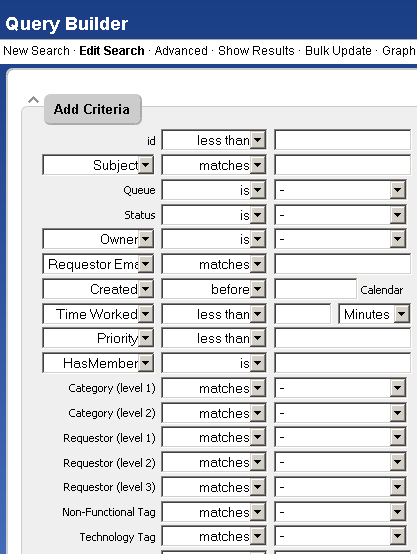 Query Builder
New Search · Edit Search · Advanced · Show Results · Bulk Update · Graph
Add Criteria
id less than
Subject matches
Queue is -
Status is -
Owner is -
Requestor Ema matches
Created before Calendar
Time Worked less than Minutes
Priority less than
HasMember is
Category (level 1) matches -
Category (level 2) matches -
Requestor (level 1) matches -
Requestor (level 2) matches -
Requestor (level 3) matches -
Non-Functional Tag matches -
Technology Tag matches -